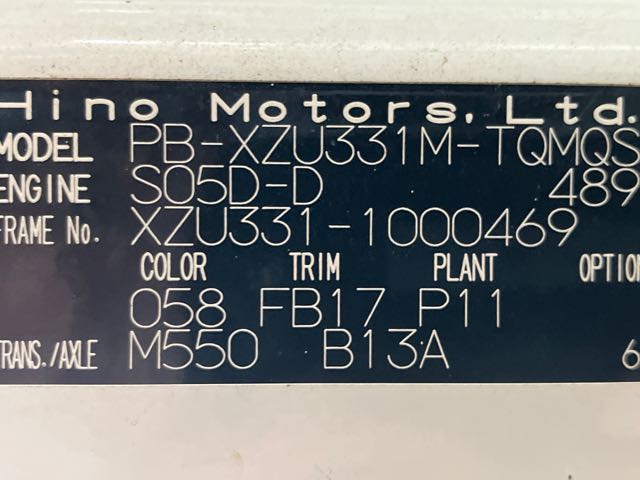 Hino Motors, Ltd.
MODEL PB-XZU331M-TQMQS
ENGINE S05D-D 489
FRAME No. XZU331-1000469
COLOR TRIM PLANT OPTION
058 FB17 P11
TRANS./AXLE M550 B13A 6